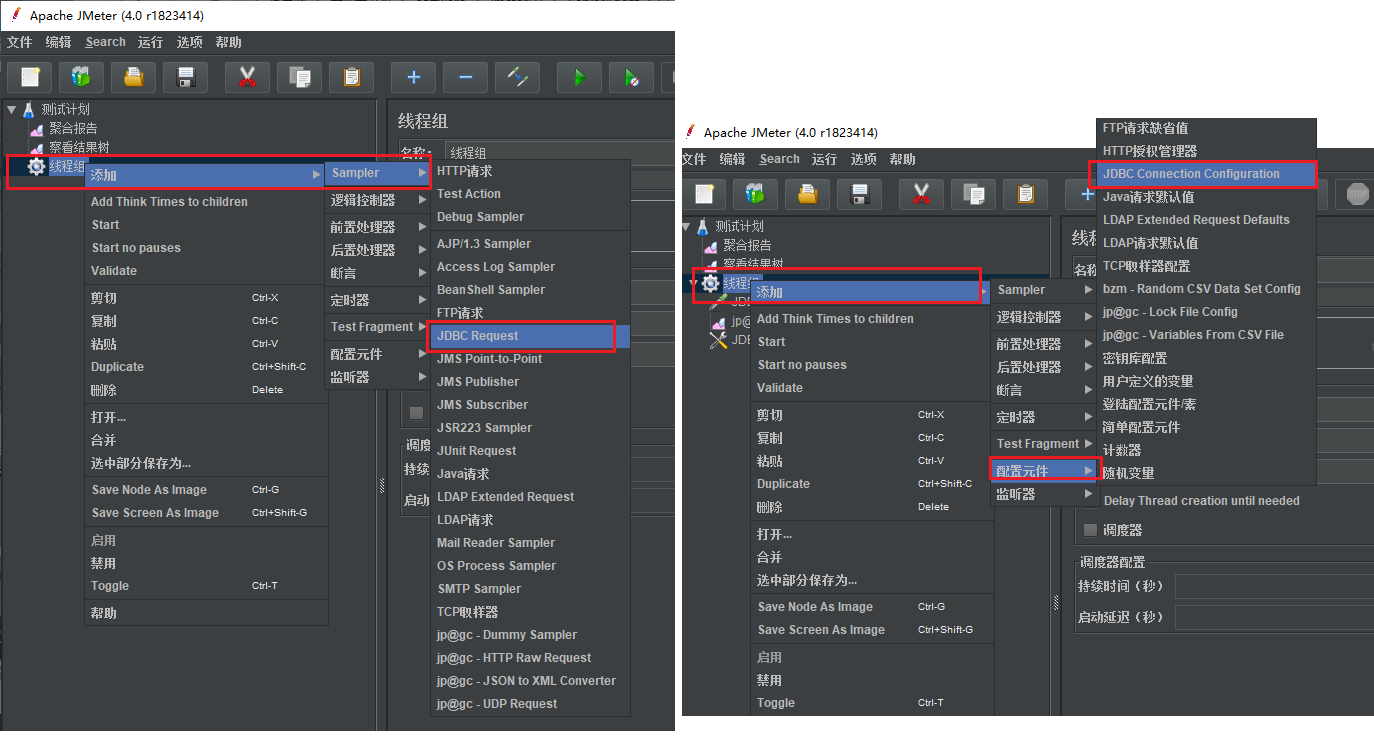 Apache JMeter (4.0 r1823414)
文件 编辑 Search 运行 选项 帮助
测试计划
聚合报告
察看结果树
线程组
线程组
名称: 线程组
添加
Add Think Times to children
Start
Start no pauses
Validate
剪切 Ctrl-X
复制 Ctrl-C
粘贴 Ctrl-V
Duplicate Ctrl+Shift-C
删除 Delete
打开...
合并
选中部分保存为...
Save Node As Image Ctrl-G
Save Screen As Image Ctrl+Shift-G
启用
禁用
Toggle Ctrl-T
帮助
Sampler
逻辑控制器
前置处理器
后置处理器
断言
定时器
Test Fragment
配置元件
监听器
HTTP请求
Test Action
Debug Sampler
AJP/1.3 Sampler
Access Log Sampler
BeanShell Sampler
FTP请求
JDBC Request
JMS Point-to-Point
JMS Publisher
JMS Subscriber
JSR223 Sampler
JUnit Request
Java请求
LDAP Extended Request
LDAP请求
Mail Reader Sampler
OS Process Sampler
SMTP Sampler
TCP取样器
jp@gc - Dummy Sampler
jp@gc - HTTP Raw Request
jp@gc - JSON to XML Converter
jp@gc - UDP Request
调度
持续
启动
Apache JMeter (4.0 r1823414)
文件 编辑 Search 运行 选项 帮助
测试计划
聚合报告
察看结果树
线程组
JDB
jp@
JDB
线程
名称
添加
Add Think Times to children
Start
Start no pauses
Validate
剪切 Ctrl-X
复制 Ctrl-C
粘贴 Ctrl-V
Duplicate Ctrl+Shift-C
删除 Delete
打开...
合并
选中部分保存为...
Save Node As Image Ctrl-G
Save Screen As Image Ctrl+Shift-G
启用
禁用
Toggle Ctrl-T
Sampler
逻辑控制器
前置处理器
后置处理器
断言
定时器
Test Fragment
配置元件
监听器
FTP请求缺省值
HTTP授权管理器
JDBC Connection Configuration
Java请求默认值
LDAP Extended Request Defaults
LDAP请求默认值
TCP取样器配置
bzm - Random CSV Data Set Config
jp@gc - Lock File Config
jp@gc - Variables From CSV File
密钥库配置
用户定义的变量
登陆配置元件/素
简单配置元件
计数器
随机变量
STOP
Delay Thread creation until needed
调度器
调度器配置
持续时间（秒）
启动延迟（秒）